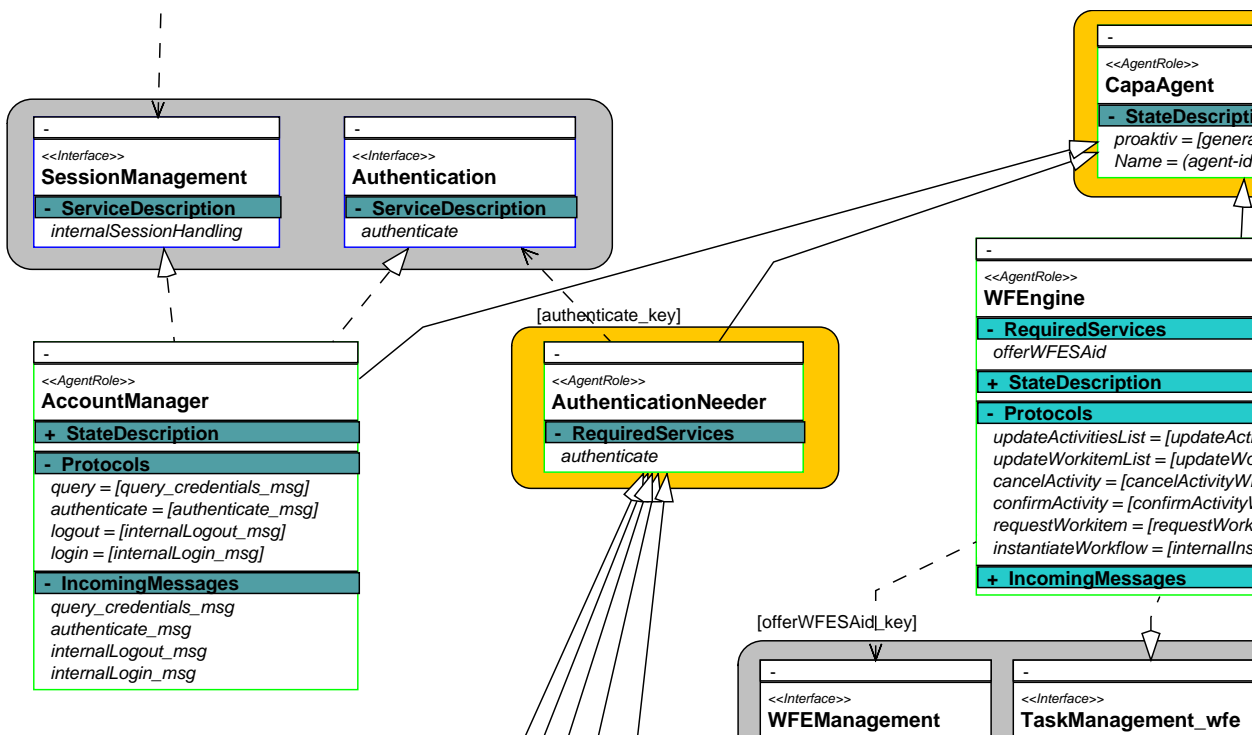 -
<<AgentRole>>
CapaAgent
- StateDescripti
proaktiv = [genera
Name = (agent-id
-
<<Interface>>
SessionManagement
- ServiceDescription
internalSessionHandling
-
<<Interface>>
Authentication
- ServiceDescription
authenticate
[authenticate_key]
-
<<AgentRole>>
AccountManager
+ StateDescription
- Protocols
query = [query_credentials_msg]
authenticate = [authenticate_msg]
logout = [internalLogout_msg]
login = [internalLogin_msg]
- IncomingMessages
query_credentials_msg
authenticate_msg
internalLogout_msg
internalLogin_msg
-
<<AgentRole>>
AuthenticationNeeder
- RequiredServices
authenticate
-
<<AgentRole>>
WFEngine
- RequiredServices
offerWFESAid
+ StateDescription
- Protocols
updateActivitiesList = [updateActi
updateWorkitemList = [updateWo
cancelActivity = [cancelActivityW
confirmActivity = [confirmActivityW
requestWorkitem = [requestWork
instantiateWorkflow = [internalIns
+ IncomingMessages
[offerWFESAid_key]
-
<<Interface>>
WFEManagement
-
<<Interface>>
TaskManagement_wfe